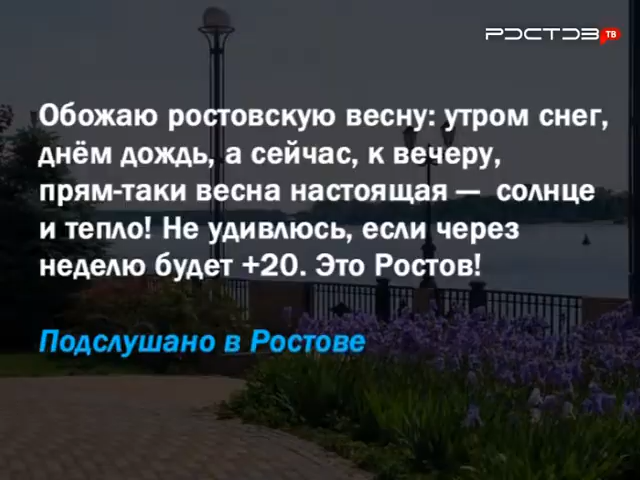 РОСТОВ ТВ
Обожаю ростовскую весну: утром снег,
днём дождь, а сейчас, к вечеру,
прям-таки весна настоящая — солнце
и тепло! Не удивлюсь, если через
неделю будет +20. Это Ростов!
Подслушано в Ростове